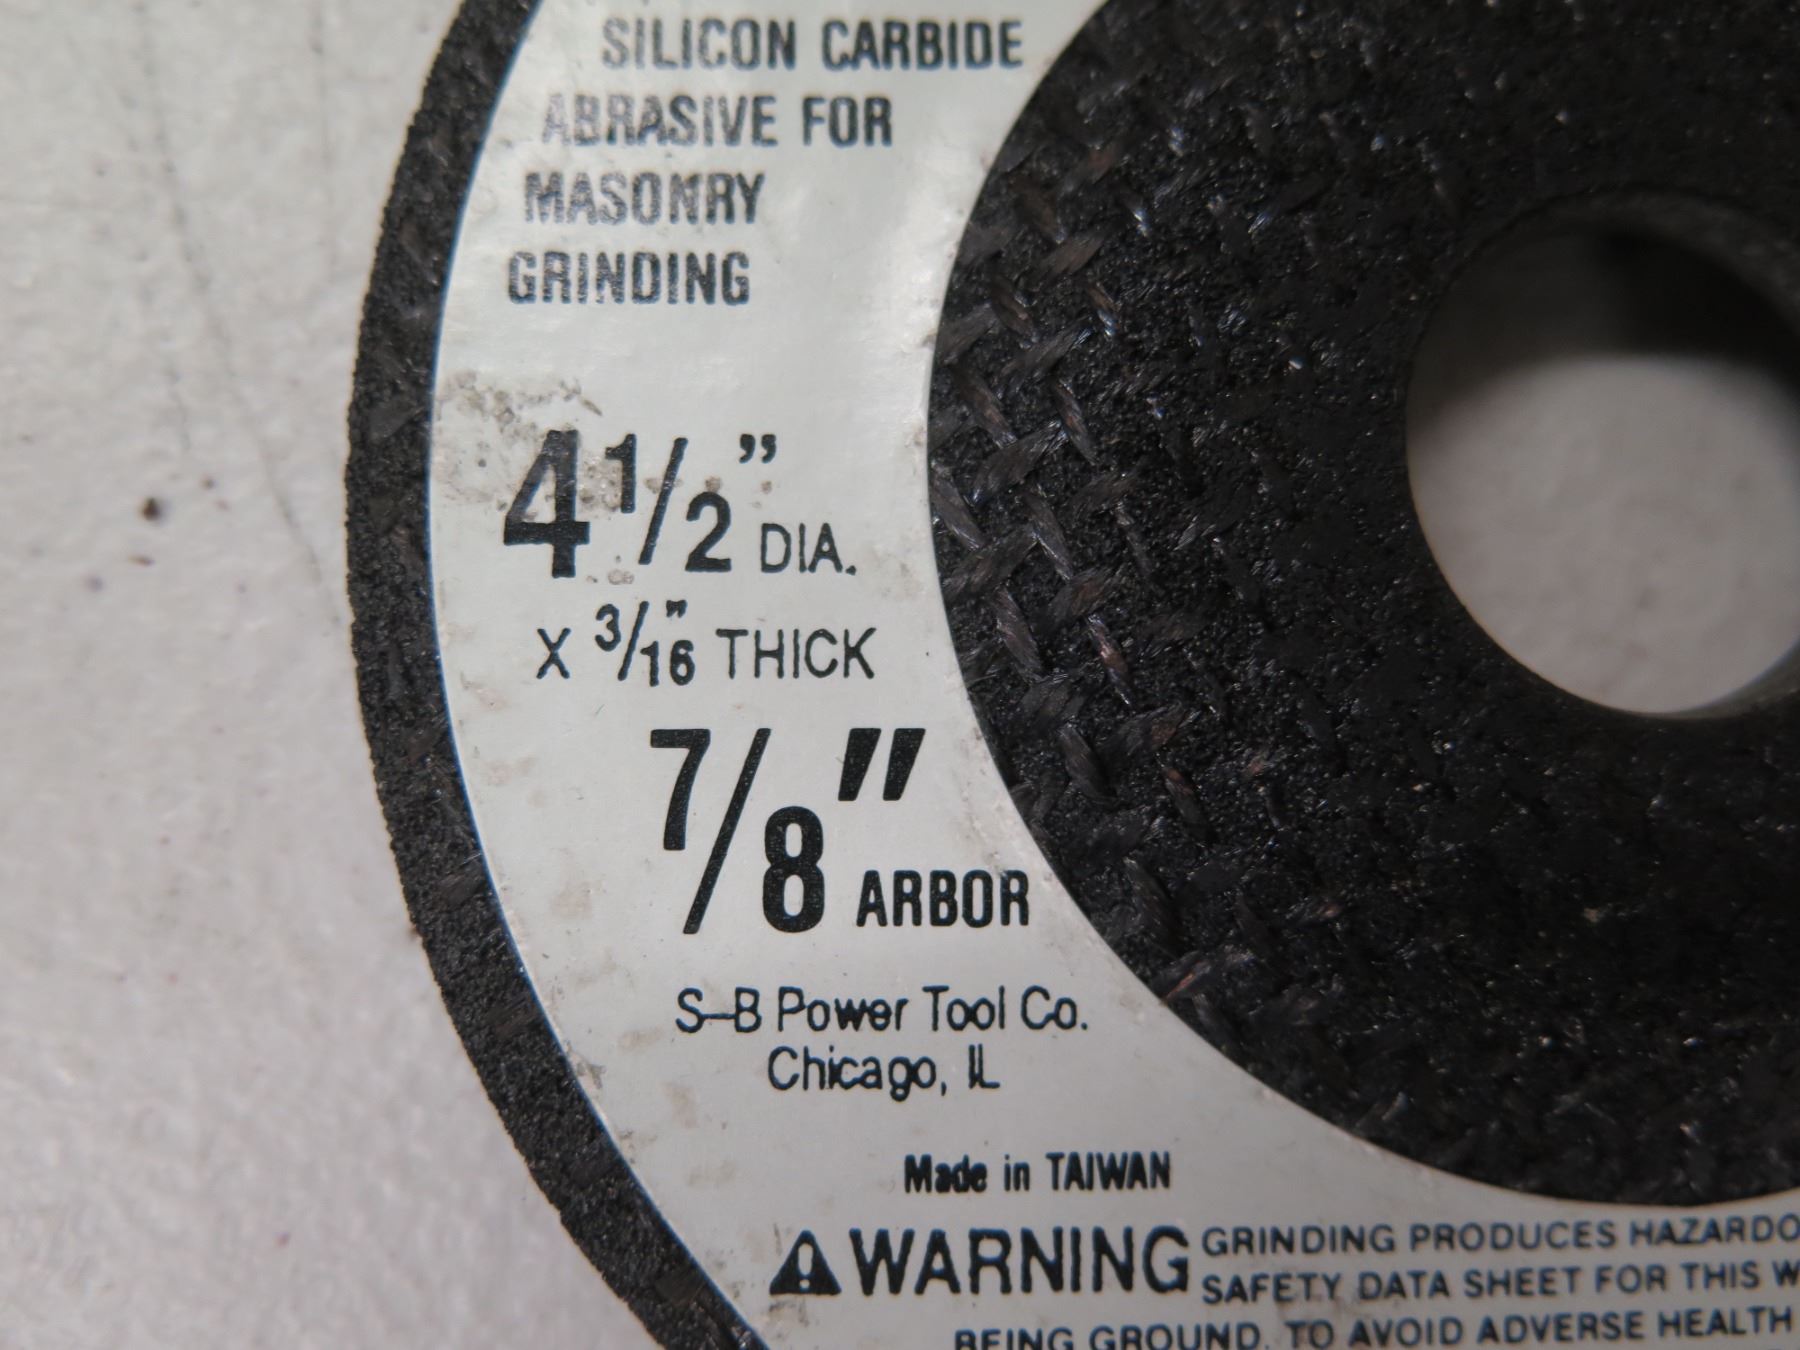 SILICON CARBIDE
ABRASIVE FOR
MASONRY
GRINDING
4 1/2" DIA.
X 3/16" THICK
7/8" ARBOR
S-B Power Tool Co.
Chicago, IL
Made in TAIWAN
WARNING GRINDING PRODUCES HAZARDO
SAFETY DATA SHEET FOR THIS W
BEING GROUND, TO AVOID ADVERSE HEALTH